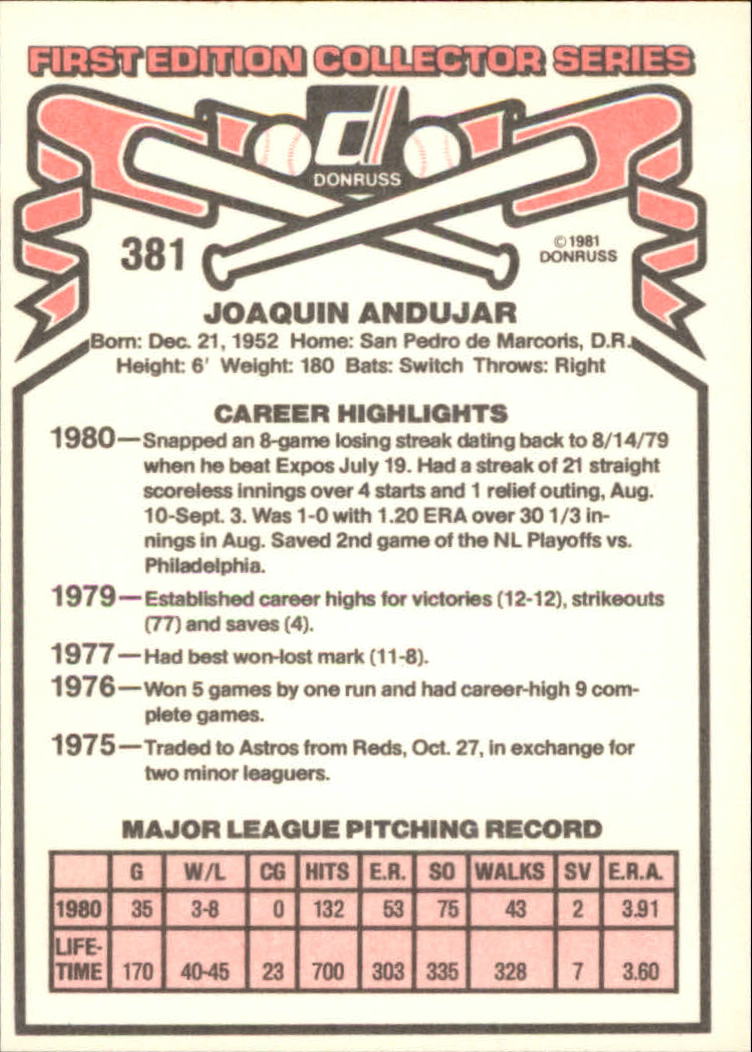 FIRST EDITION COLLECTOR SERIES
d
DONRUSS
381
© 1981
DONRUSS
JOAQUIN ANDUJAR
Born: Dec. 21, 1952 Home: San Pedro de Marcoris, D.R.
Height: 6' Weight: 180 Bats: Switch Throws: Right
CAREER HIGHLIGHTS
1980—Snapped an 8-game losing streak dating back to 8/14/79
when he beat Expos July 19. Had a streak of 21 straight
scoreless innings over 4 starts and 1 relief outing, Aug.
10-Sept. 3. Was 1-0 with 1.20 ERA over 30 1/3 in-
nings in Aug. Saved 2nd game of the NL Playoffs vs.
Philadelphia.
1979—Established career highs for victories (12-12), strikeouts
(77) and saves (4).
1977—Had best won-lost mark (11-8).
1976—Won 5 games by one run and had career-high 9 com-
plete games.
1975—Traded to Astros from Reds, Oct. 27, in exchange for
two minor leaguers.
MAJOR LEAGUE PITCHING RECORD
G W/L CG HITS E.R. SO WALKS SV E.R.A.
1980 35 3-8 0 132 53 75 43 2 3.91
LIFE-
TIME 170 40-45 23 700 303 335 328 7 3.60